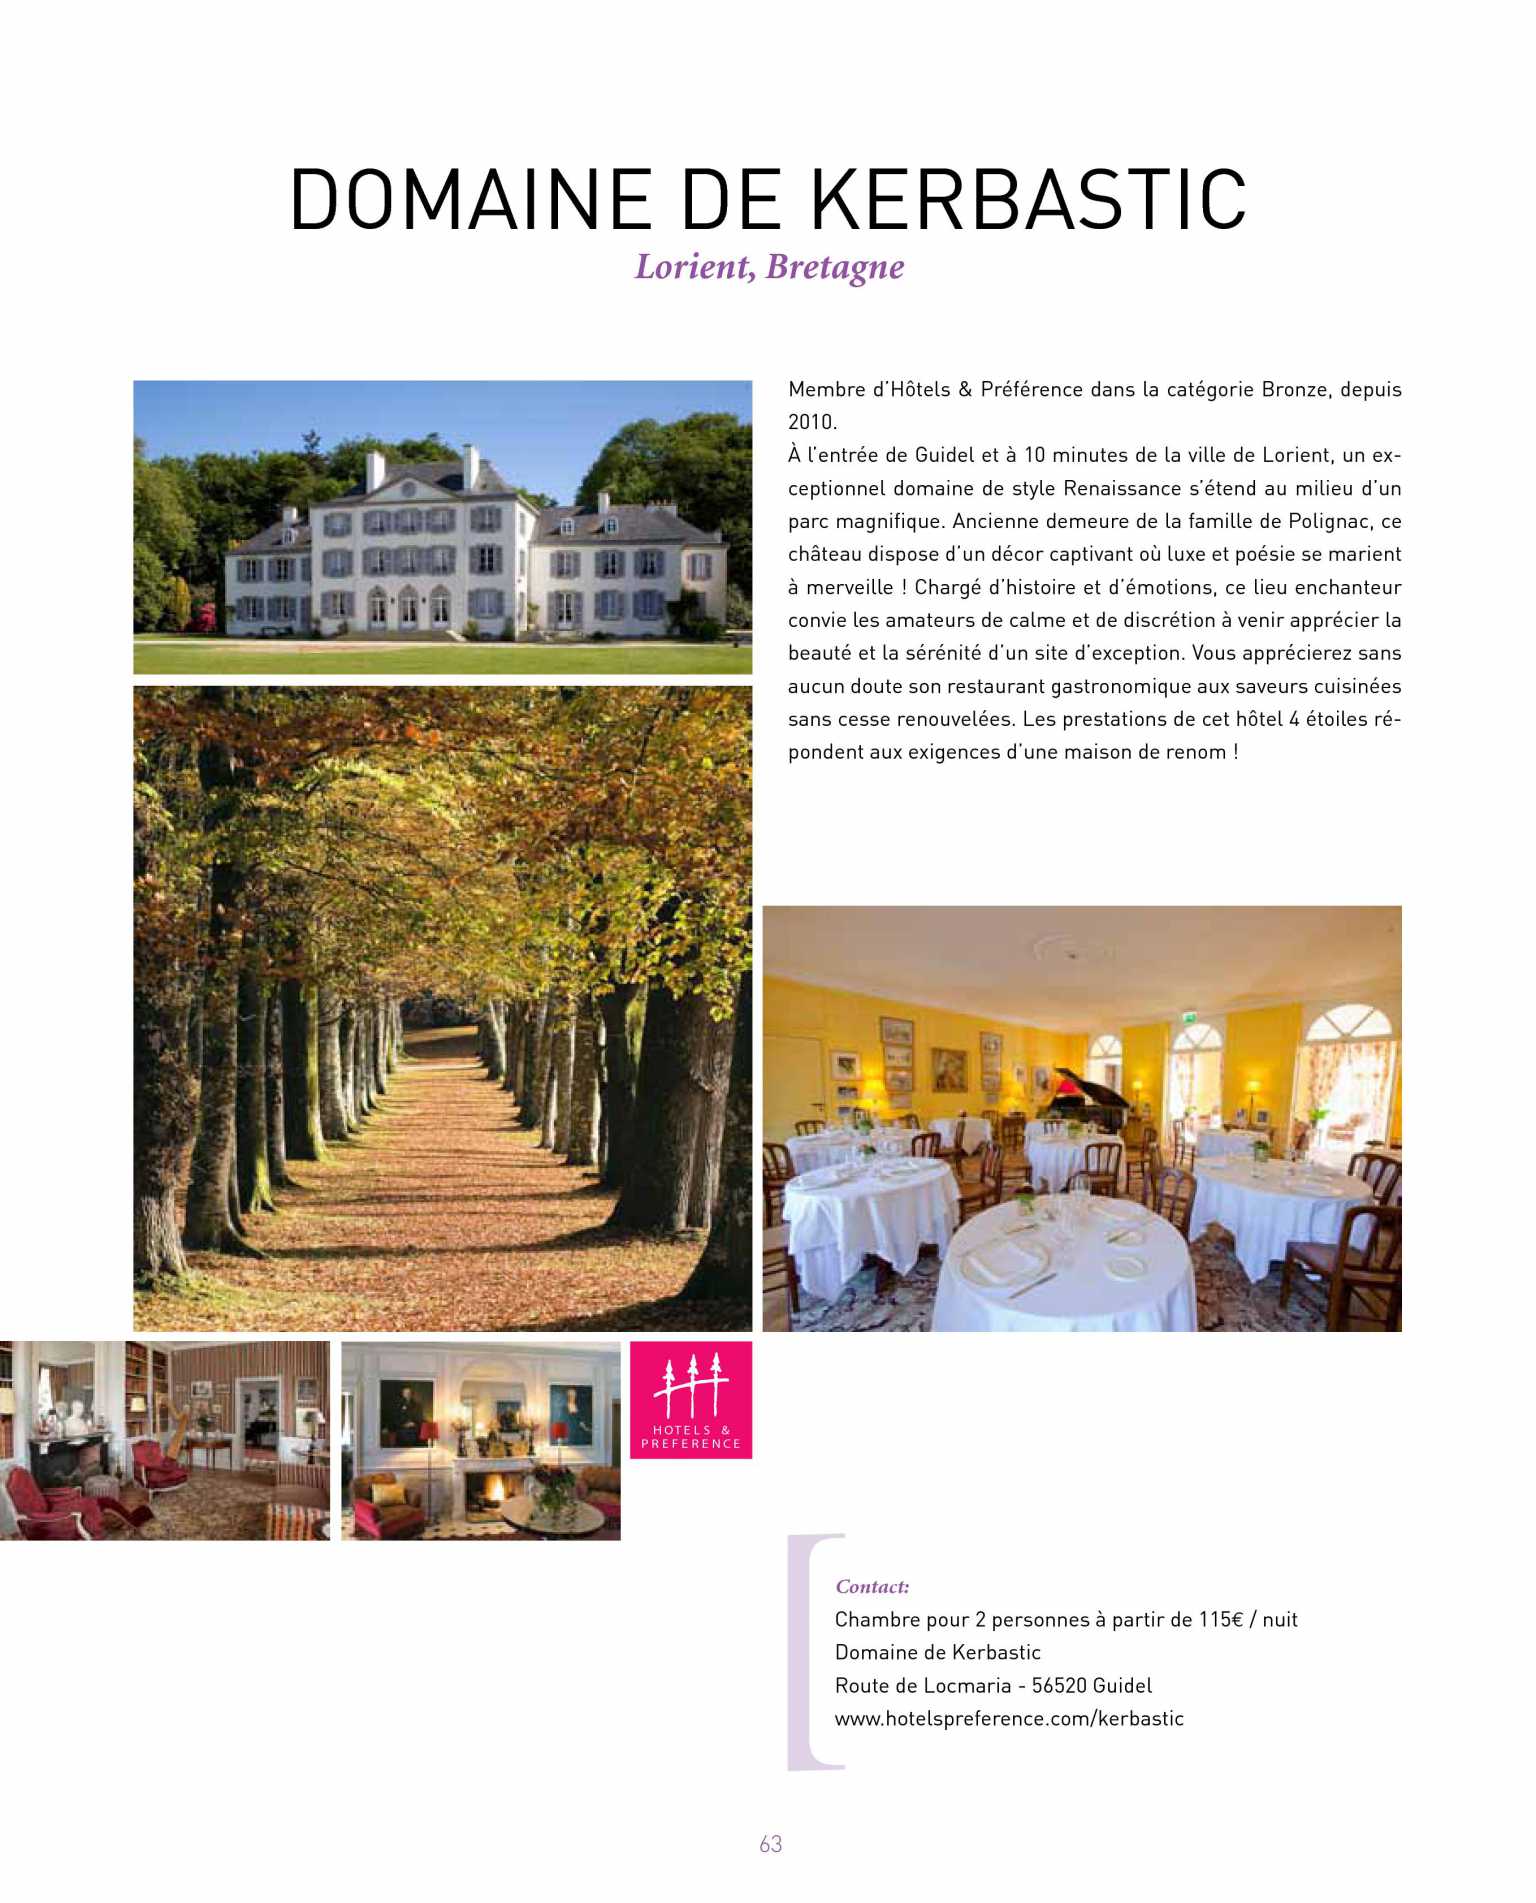 DOMAINE DE KERBASTIC
Lorient, Bretagne
Membre d’Hôtels & Préférence dans la catégorie Bronze, depuis
2010.
À l’entrée de Guidel et à 10 minutes de la ville de Lorient, un ex-
ceptionnel domaine de style Renaissance s’étend au milieu d’un
parc magnifique. Ancienne demeure de la famille de Polignac, ce
château dispose d’un décor captivant où luxe et poésie se marient
à merveille ! Chargé d’histoire et d’émotions, ce lieu enchanteur
convie les amateurs de calme et de discrétion à venir apprécier la
beauté et la sérénité d’un site d’exception. Vous apprécierez sans
aucun doute son restaurant gastronomique aux saveurs cuisinées
sans cesse renouvelées. Les prestations de cet hôtel 4 étoiles ré-
pondent aux exigences d’une maison de renom !
HOTELS &
PREFERENCE
Contact:
Chambre pour 2 personnes à partir de 115€ / nuit
Domaine de Kerbastic
Route de Locmaria - 56520 Guidel
www.hotelspreference.com/kerbastic
63